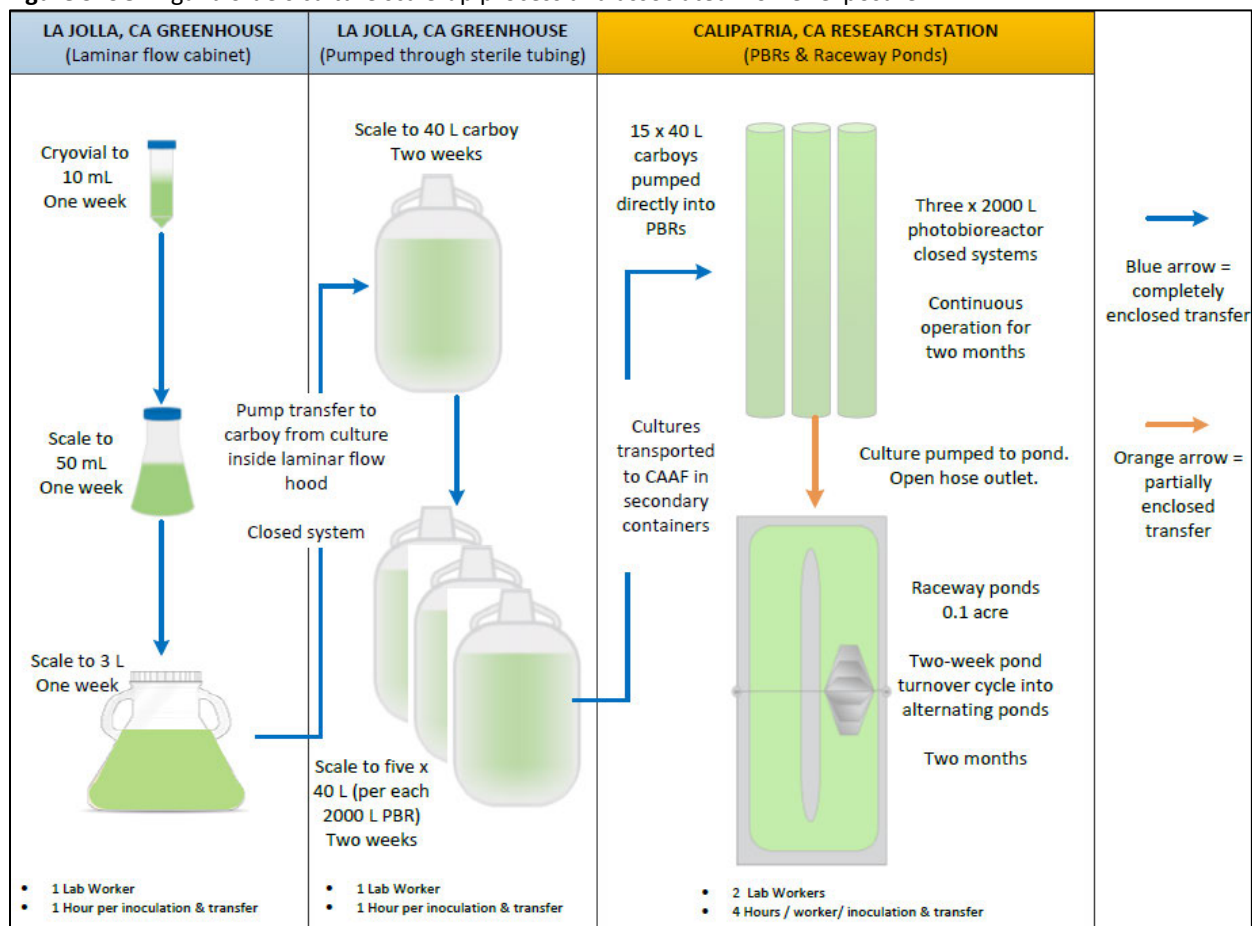 LA JOLLA, CA GREENHOUSE
(Laminar flow cabinet)
Cryovial to
10 mL
One week
Scale to
50 mL
One week
Scale to 3 L
One week
• 1 Lab Worker
• 1 Hour per inoculation & transfer
LA JOLLA, CA GREENHOUSE
(Pumped through sterile tubing)
Scale to 40 L carboy
Two weeks
Pump transfer to
carboy from culture
inside laminar flow
hood
Closed system
Scale to five x
40 L (per each
2000 L PBR)
Two weeks
• 1 Lab Worker
• 1 Hour per inoculation & transfer
CALIPATRIA, CA RESEARCH STATION
(PBRs & Raceway Ponds)
15 x 40 L
carboys
pumped
directly into
PBRs
Cultures
transported
to CAAF in
secondary
containers
Three x 2000 L
photobioreactor
closed systems
Continuous
operation for
two months
Culture pumped to pond.
Open hose outlet.
Raceway ponds
0.1 acre
Two-week pond
turnover cycle into
alternating ponds
Two months
• 2 Lab Workers
• 4 Hours / worker/ inoculation & transfer
Blue arrow =
completely
enclosed transfer
Orange arrow =
partially
enclosed
transfer